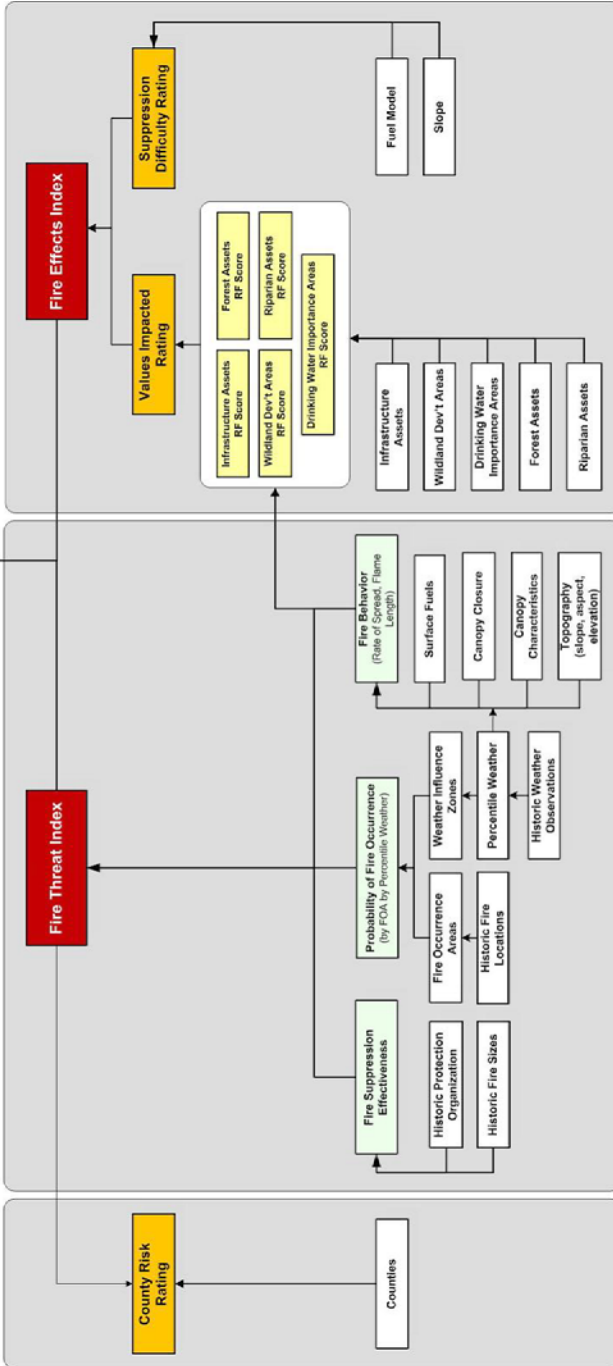 Fire Threat Index
Fire Effects Index
County Risk
Rating
Values Impacted
Rating
Suppression
Difficulty Rating
Infrastructure Assets
RF Score
Forest Assets
RF Score
Wildland Dev't Areas
RF Score
Riparian Assets
RF Score
Drinking Water Importance Areas
RF Score
Fire Suppression
Effectiveness
Probability of Fire Occurrence
(by FOA by Percentile Weather)
Fire Behavior
(Rate of Spread, Flame
Length)
Counties
Historic Protection
Organization
Historic Fire Sizes
Fire Occurrence
Areas
Historic Fire
Locations
Weather Influence
Zones
Percentile Weather
Historic Weather
Observations
Surface Fuels
Canopy Closure
Canopy
Characteristics
Topography
(slope, aspect,
elevation)
Infrastructure
Assets
Wildland Dev't Areas
Drinking Water
Importance Areas
Forest Assets
Riparian Assets
Fuel Model
Slope